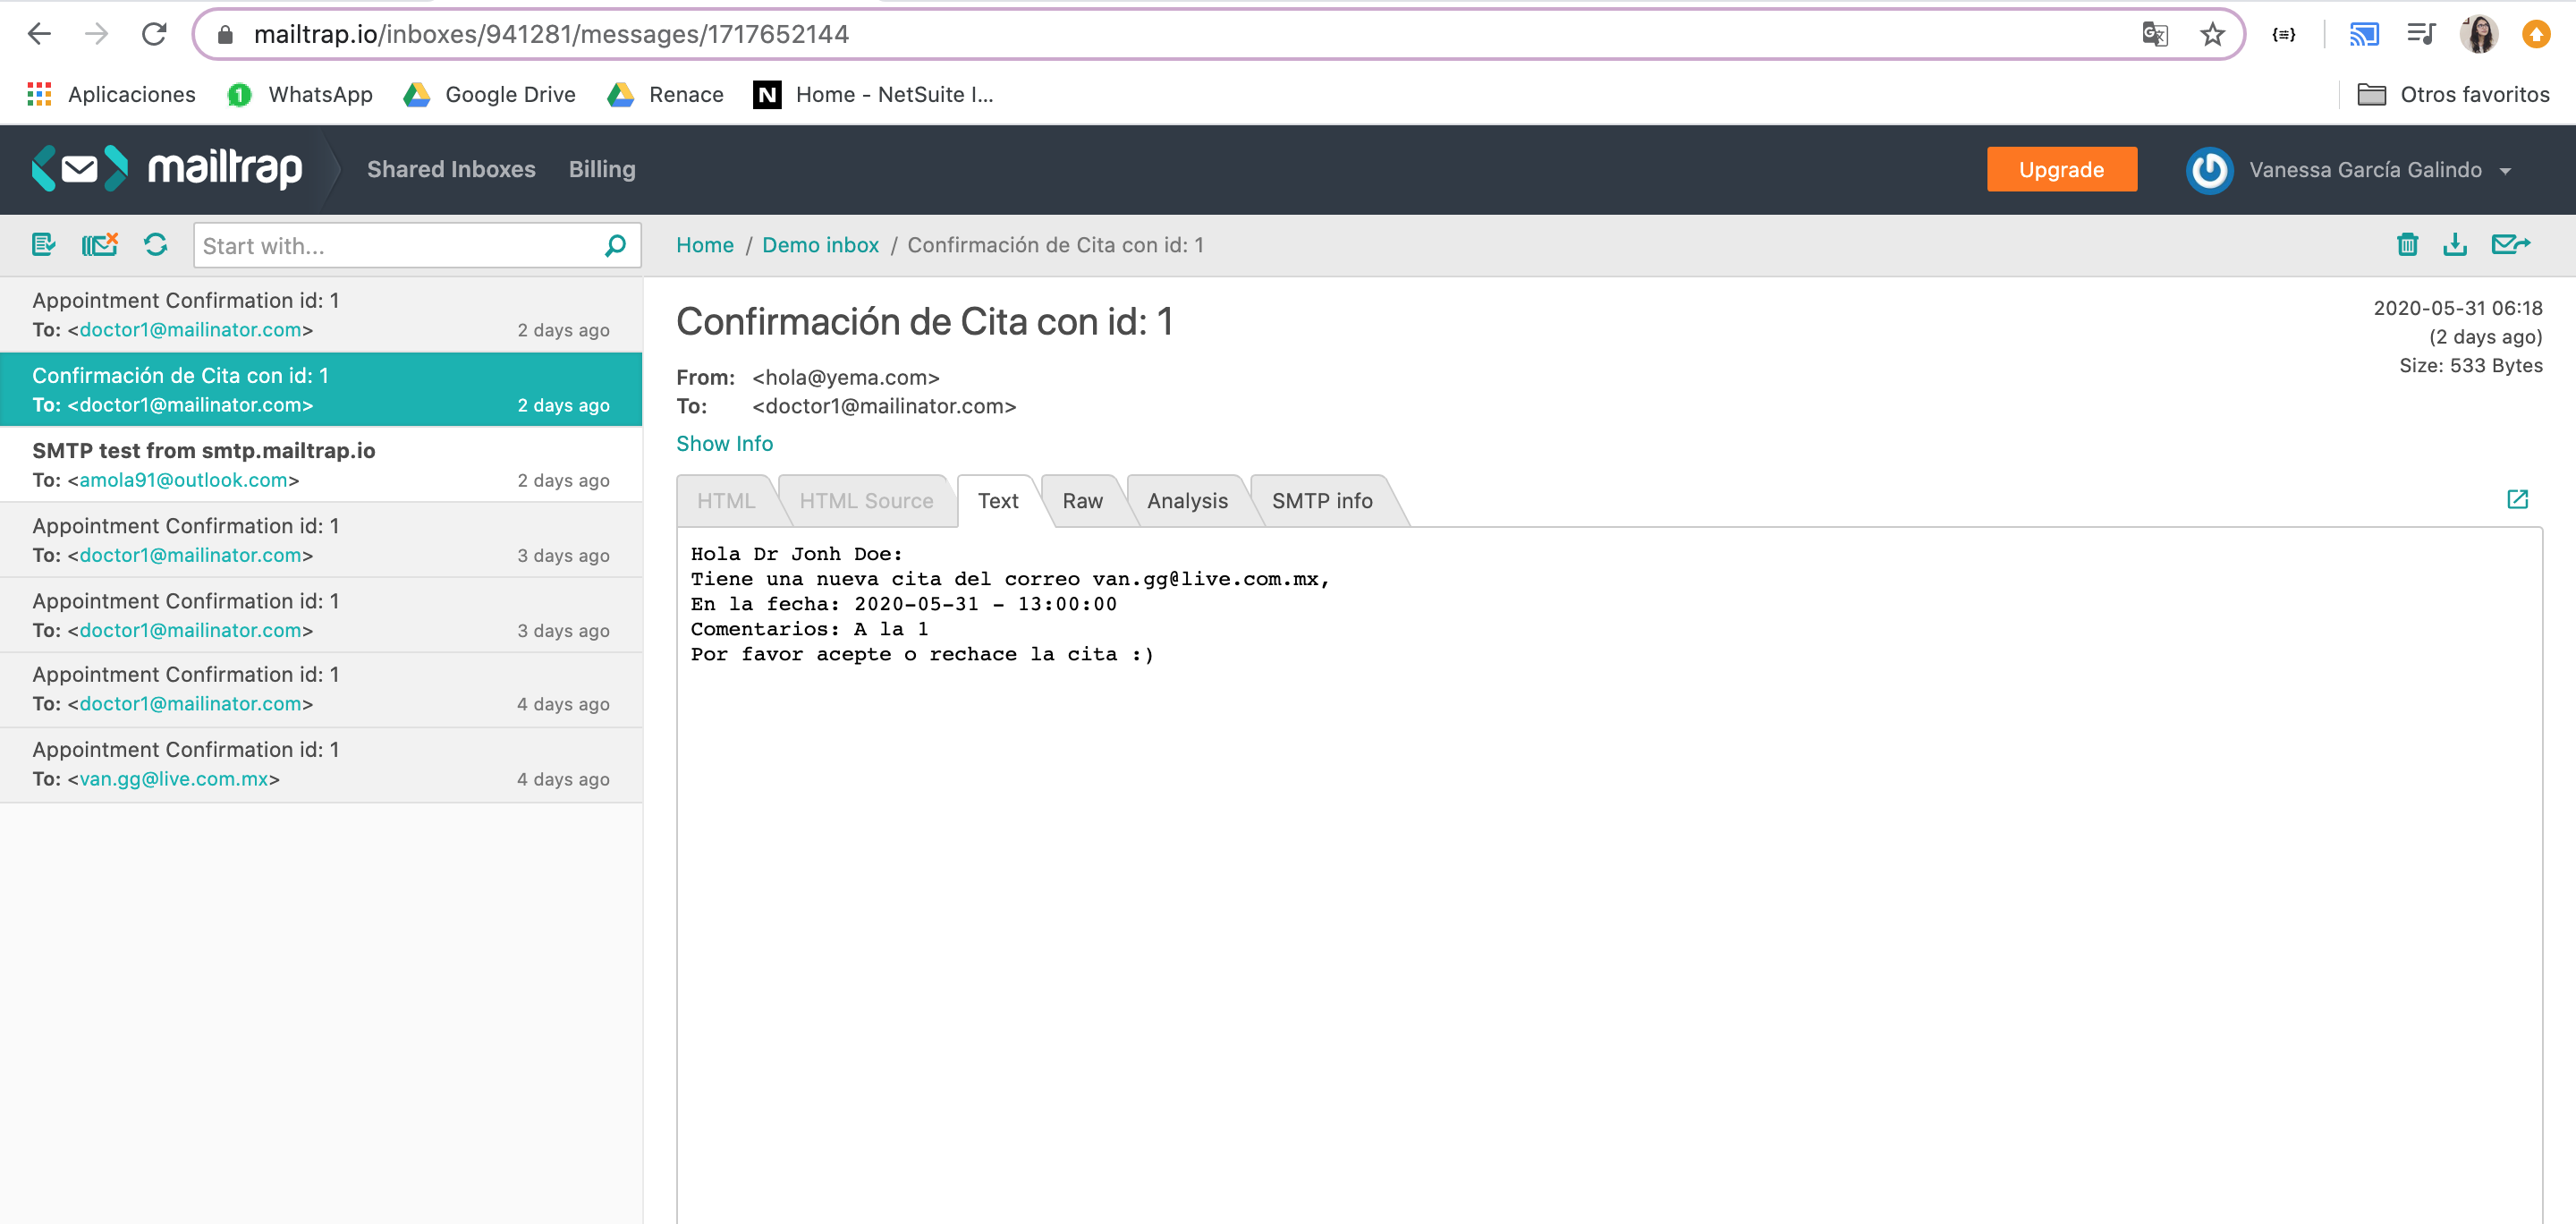 mailtrap.io/inboxes/941281/messages/1717652144
Aplicaciones
1 WhatsApp
Google Drive
Renace
N Home - NetSuite I...
Otros favoritos
mailtrap
Shared Inboxes
Billing
Upgrade
Vanessa García Galindo
Start with...
Home / Demo inbox / Confirmación de Cita con id: 1
Appointment Confirmation id: 1
To: <doctor1@mailinator.com> 2 days ago
Confirmación de Cita con id: 1
To: <doctor1@mailinator.com> 2 days ago
SMTP test from smtp.mailtrap.io
To: <amola91@outlook.com> 2 days ago
Appointment Confirmation id: 1
To: <doctor1@mailinator.com> 3 days ago
Appointment Confirmation id: 1
To: <doctor1@mailinator.com> 3 days ago
Appointment Confirmation id: 1
To: <doctor1@mailinator.com> 4 days ago
Appointment Confirmation id: 1
To: <van.gg@live.com.mx> 4 days ago
Confirmación de Cita con id: 1
2020-05-31 06:18
(2 days ago)
Size: 533 Bytes
From: <hola@yema.com>
To: <doctor1@mailinator.com>
Show Info
HTML
HTML Source
Text
Raw
Analysis
SMTP info
Hola Dr Jonh Doe:
Tiene una nueva cita del correo van.gg@live.com.mx,
En la fecha: 2020-05-31 - 13:00:00
Comentarios: A la 1
Por favor acepte o rechace la cita :)